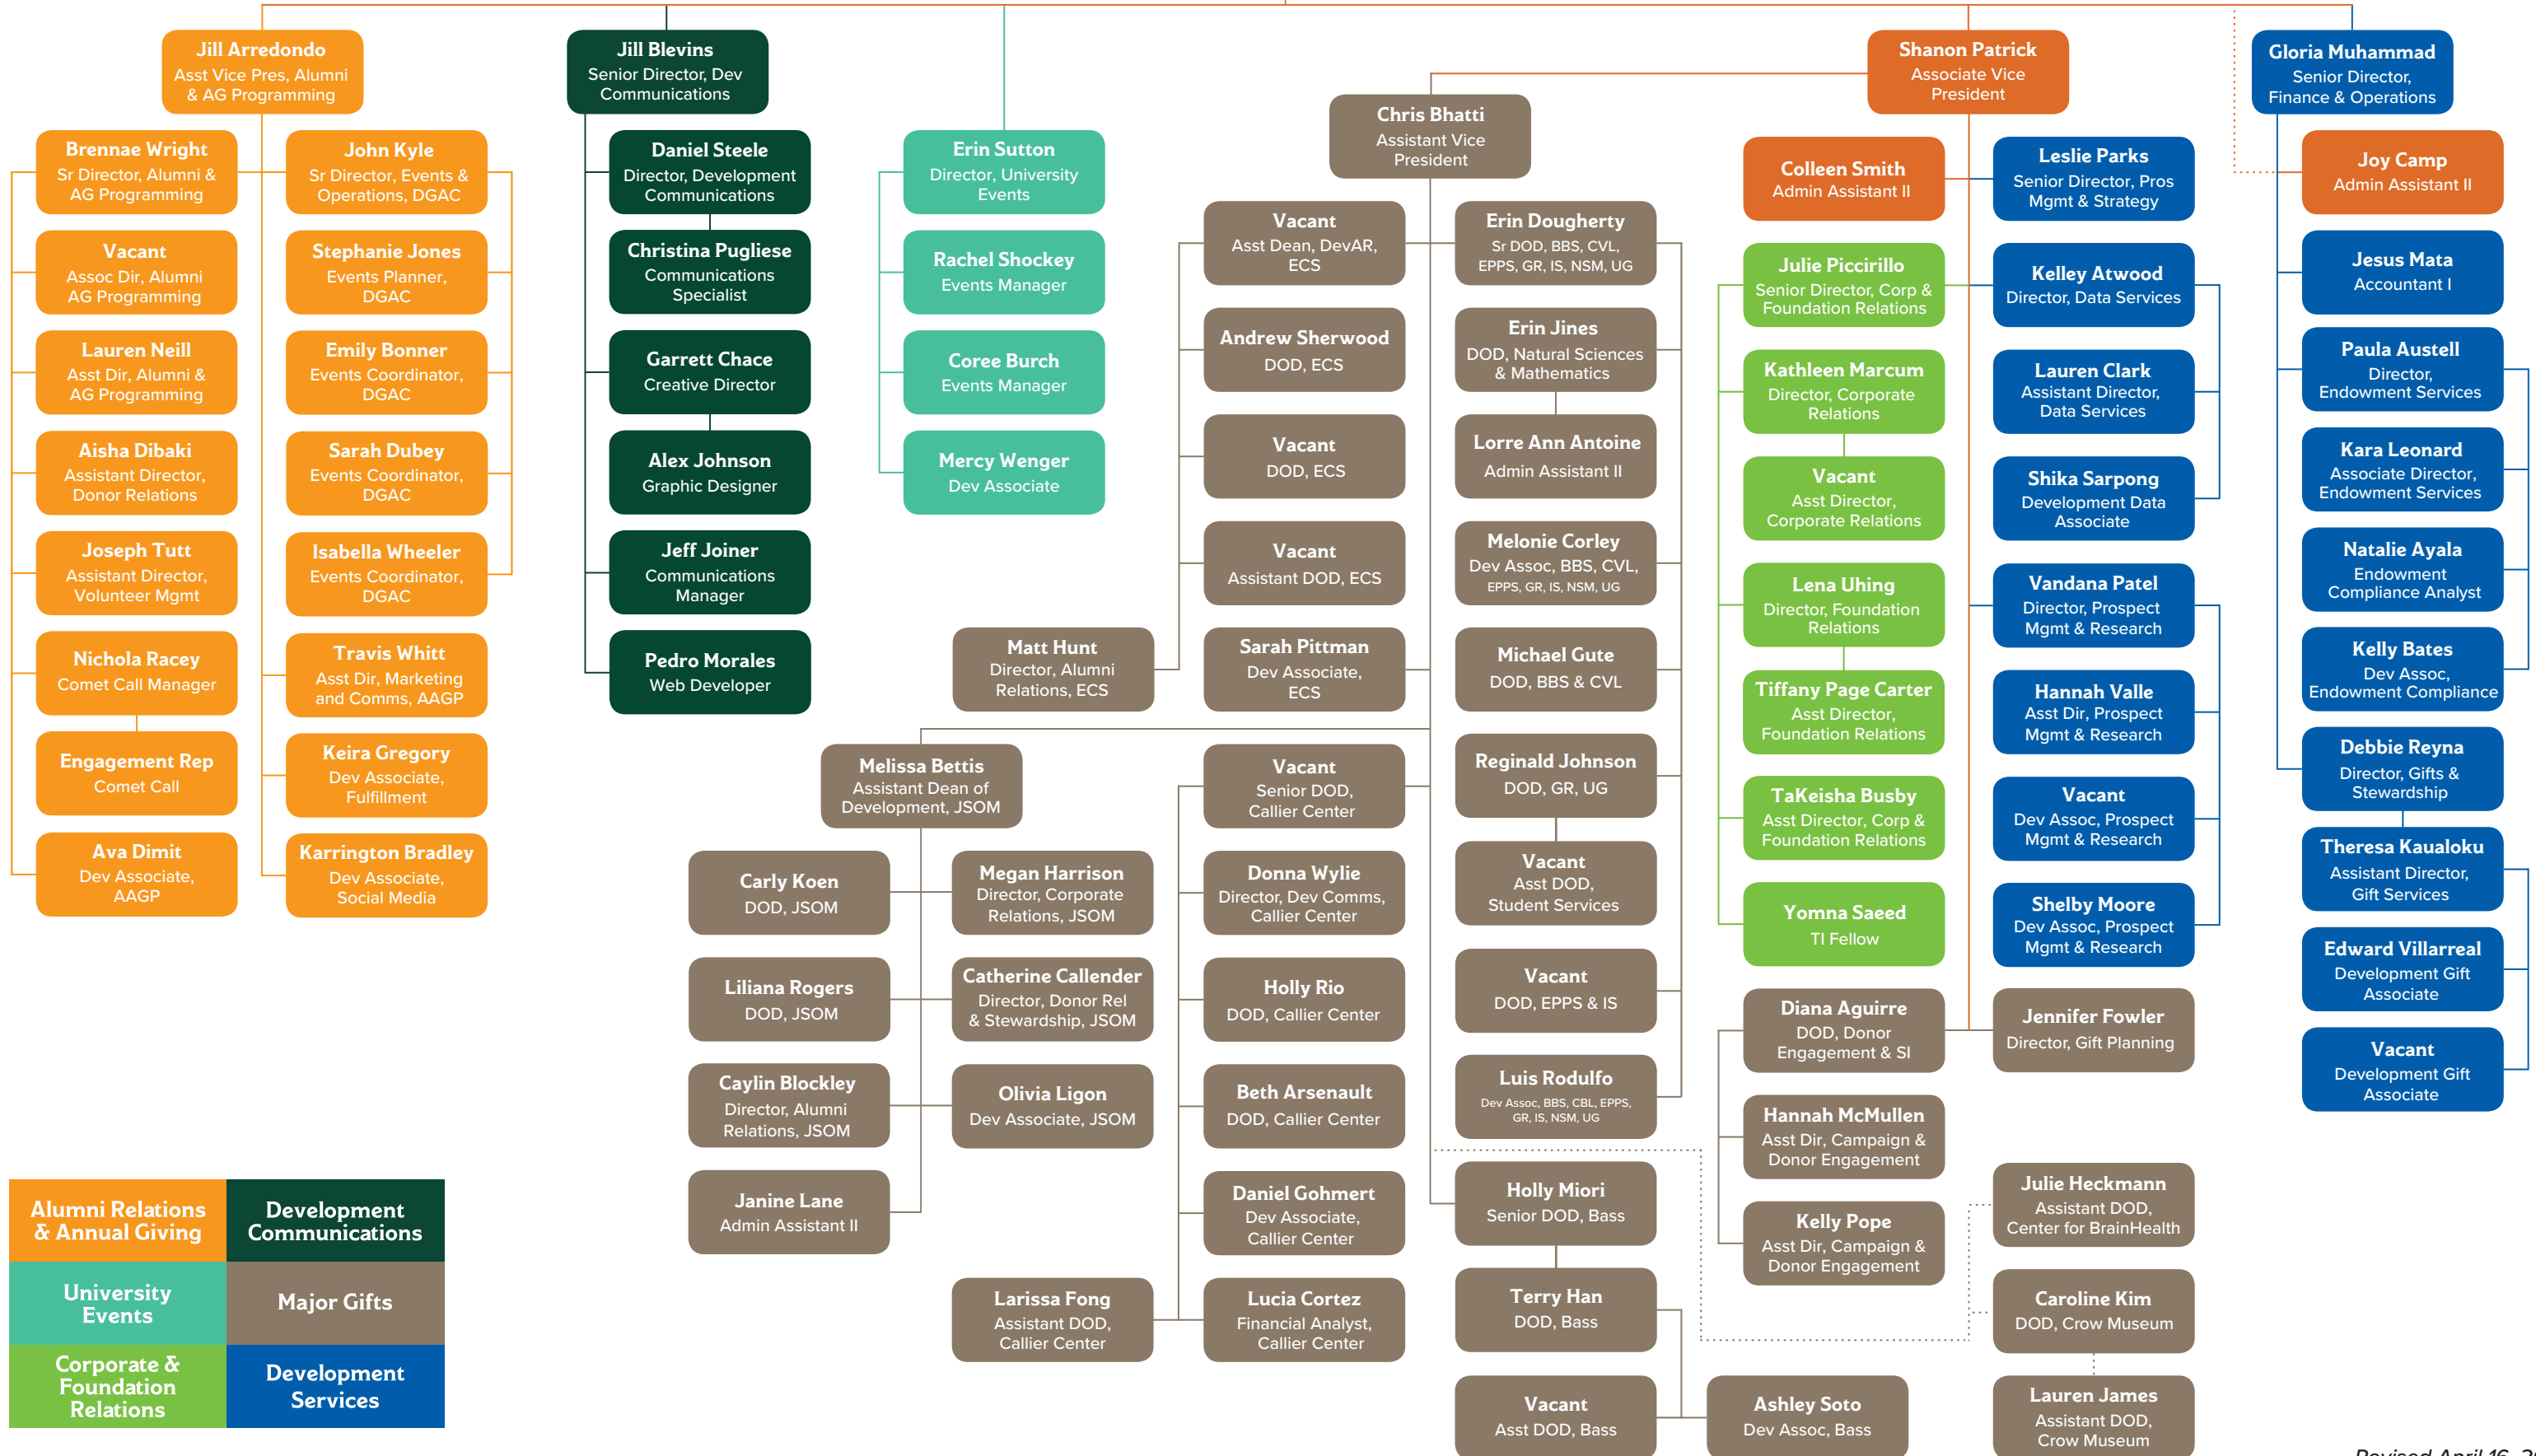 Jill Arredondo
Asst Vice Pres, Alumni
& AG Programming
Brennae Wright
Sr Director, Alumni &
AG Programming
Vacant
Assoc Dir, Alumni
AG Programming
Lauren Neill
Asst Dir, Alumni &
AG Programming
Aisha Dibaki
Assistant Director,
Donor Relations
Joseph Tutt
Assistant Director,
Volunteer Mgmt
Nichola Racey
Comet Call Manager
Engagement Rep
Comet Call
Ava Dimit
Dev Associate,
AAGP
John Kyle
Sr Director, Events &
Operations, DGAC
Stephanie Jones
Events Planner,
DGAC
Emily Bonner
Events Coordinator,
DGAC
Sarah Dubey
Events Coordinator,
DGAC
Isabella Wheeler
Events Coordinator,
DGAC
Travis Whitt
Asst Dir, Marketing
and Comms, AAGP
Keira Gregory
Dev Associate,
Fulfillment
Karrington Bradley
Dev Associate,
Social Media
Jill Blevins
Senior Director, Dev
Communications
Daniel Steele
Director, Development
Communications
Christina Pugliese
Communications
Specialist
Garrett Chace
Creative Director
Alex Johnson
Graphic Designer
Jeff Joiner
Communications
Manager
Pedro Morales
Web Developer
Erin Sutton
Director, University
Events
Rachel Shockey
Events Manager
Coree Burch
Events Manager
Mercy Wenger
Dev Associate
Shanon Patrick
Associate Vice
President
Chris Bhatti
Assistant Vice
President
Vacant
Asst Dean, DevAR,
ECS
Andrew Sherwood
DOD, ECS
Vacant
DOD, ECS
Vacant
Assistant DOD, ECS
Matt Hunt
Director, Alumni
Relations, ECS
Sarah Pittman
Dev Associate,
ECS
Erin Dougherty
Sr DOD, BBS, CVL,
EPPS, GR, IS, NSM, UG
Erin Jines
DOD, Natural Sciences
& Mathematics
Lorre Ann Antoine
Admin Assistant II
Melonie Corley
Dev Assoc, BBS, CVL,
EPPS, GR, IS, NSM, UG
Michael Gute
DOD, BBS & CVL
Reginald Johnson
DOD, GR, UG
Vacant
Asst DOD,
Student Services
Vacant
DOD, EPPS & IS
Luis Rodulfo
Dev Assoc, BBS, CBL, EPPS,
GR, IS, NSM, UG
Melissa Bettis
Assistant Dean of
Development, JSOM
Carly Koen
DOD, JSOM
Megan Harrison
Director, Corporate
Relations, JSOM
Liliana Rogers
DOD, JSOM
Catherine Callender
Director, Donor Rel
& Stewardship, JSOM
Caylin Blockley
Director, Alumni
Relations, JSOM
Olivia Ligon
Dev Associate, JSOM
Janine Lane
Admin Assistant II
Vacant
Senior DOD,
Callier Center
Donna Wylie
Director, Dev Comms,
Callier Center
Holly Rio
DOD, Callier Center
Beth Arsenault
DOD, Callier Center
Daniel Gohmert
Dev Associate,
Callier Center
Larissa Fong
Assistant DOD,
Callier Center
Lucia Cortez
Financial Analyst,
Callier Center
Holly Miori
Senior DOD, Bass
Terry Han
DOD, Bass
Vacant
Asst DOD, Bass
Ashley Soto
Dev Assoc, Bass
Colleen Smith
Admin Assistant II
Leslie Parks
Senior Director, Pros
Mgmt & Strategy
Julie Piccirillo
Senior Director, Corp &
Foundation Relations
Kathleen Marcum
Director, Corporate
Relations
Vacant
Asst Director,
Corporate Relations
Lena Uhing
Director, Foundation
Relations
Tiffany Page Carter
Asst Director,
Foundation Relations
TaKeisha Busby
Asst Director, Corp &
Foundation Relations
Yomna Saeed
TI Fellow
Kelley Atwood
Director, Data Services
Lauren Clark
Assistant Director,
Data Services
Shika Sarpong
Development Data
Associate
Vandana Patel
Director, Prospect
Mgmt & Research
Hannah Valle
Asst Dir, Prospect
Mgmt & Research
Vacant
Dev Assoc, Prospect
Mgmt & Research
Shelby Moore
Dev Assoc, Prospect
Mgmt & Research
Diana Aguirre
DOD, Donor
Engagement & SI
Jennifer Fowler
Director, Gift Planning
Hannah McMullen
Asst Dir, Campaign &
Donor Engagement
Kelly Pope
Asst Dir, Campaign &
Donor Engagement
Julie Heckmann
Assistant DOD,
Center for BrainHealth
Caroline Kim
DOD, Crow Museum
Lauren James
Assistant DOD,
Crow Museum
Gloria Muhammad
Senior Director,
Finance & Operations
Joy Camp
Admin Assistant II
Jesus Mata
Accountant I
Paula Austell
Director,
Endowment Services
Kara Leonard
Associate Director,
Endowment Services
Natalie Ayala
Endowment
Compliance Analyst
Kelly Bates
Dev Assoc,
Endowment Compliance
Debbie Reyna
Director, Gifts &
Stewardship
Theresa Kaualoku
Assistant Director,
Gift Services
Edward Villarreal
Development Gift
Associate
Vacant
Development Gift
Associate
Alumni Relations
& Annual Giving
Development
Communications
University
Events
Major Gifts
Corporate &
Foundation
Relations
Development
Services
Revised April 16,